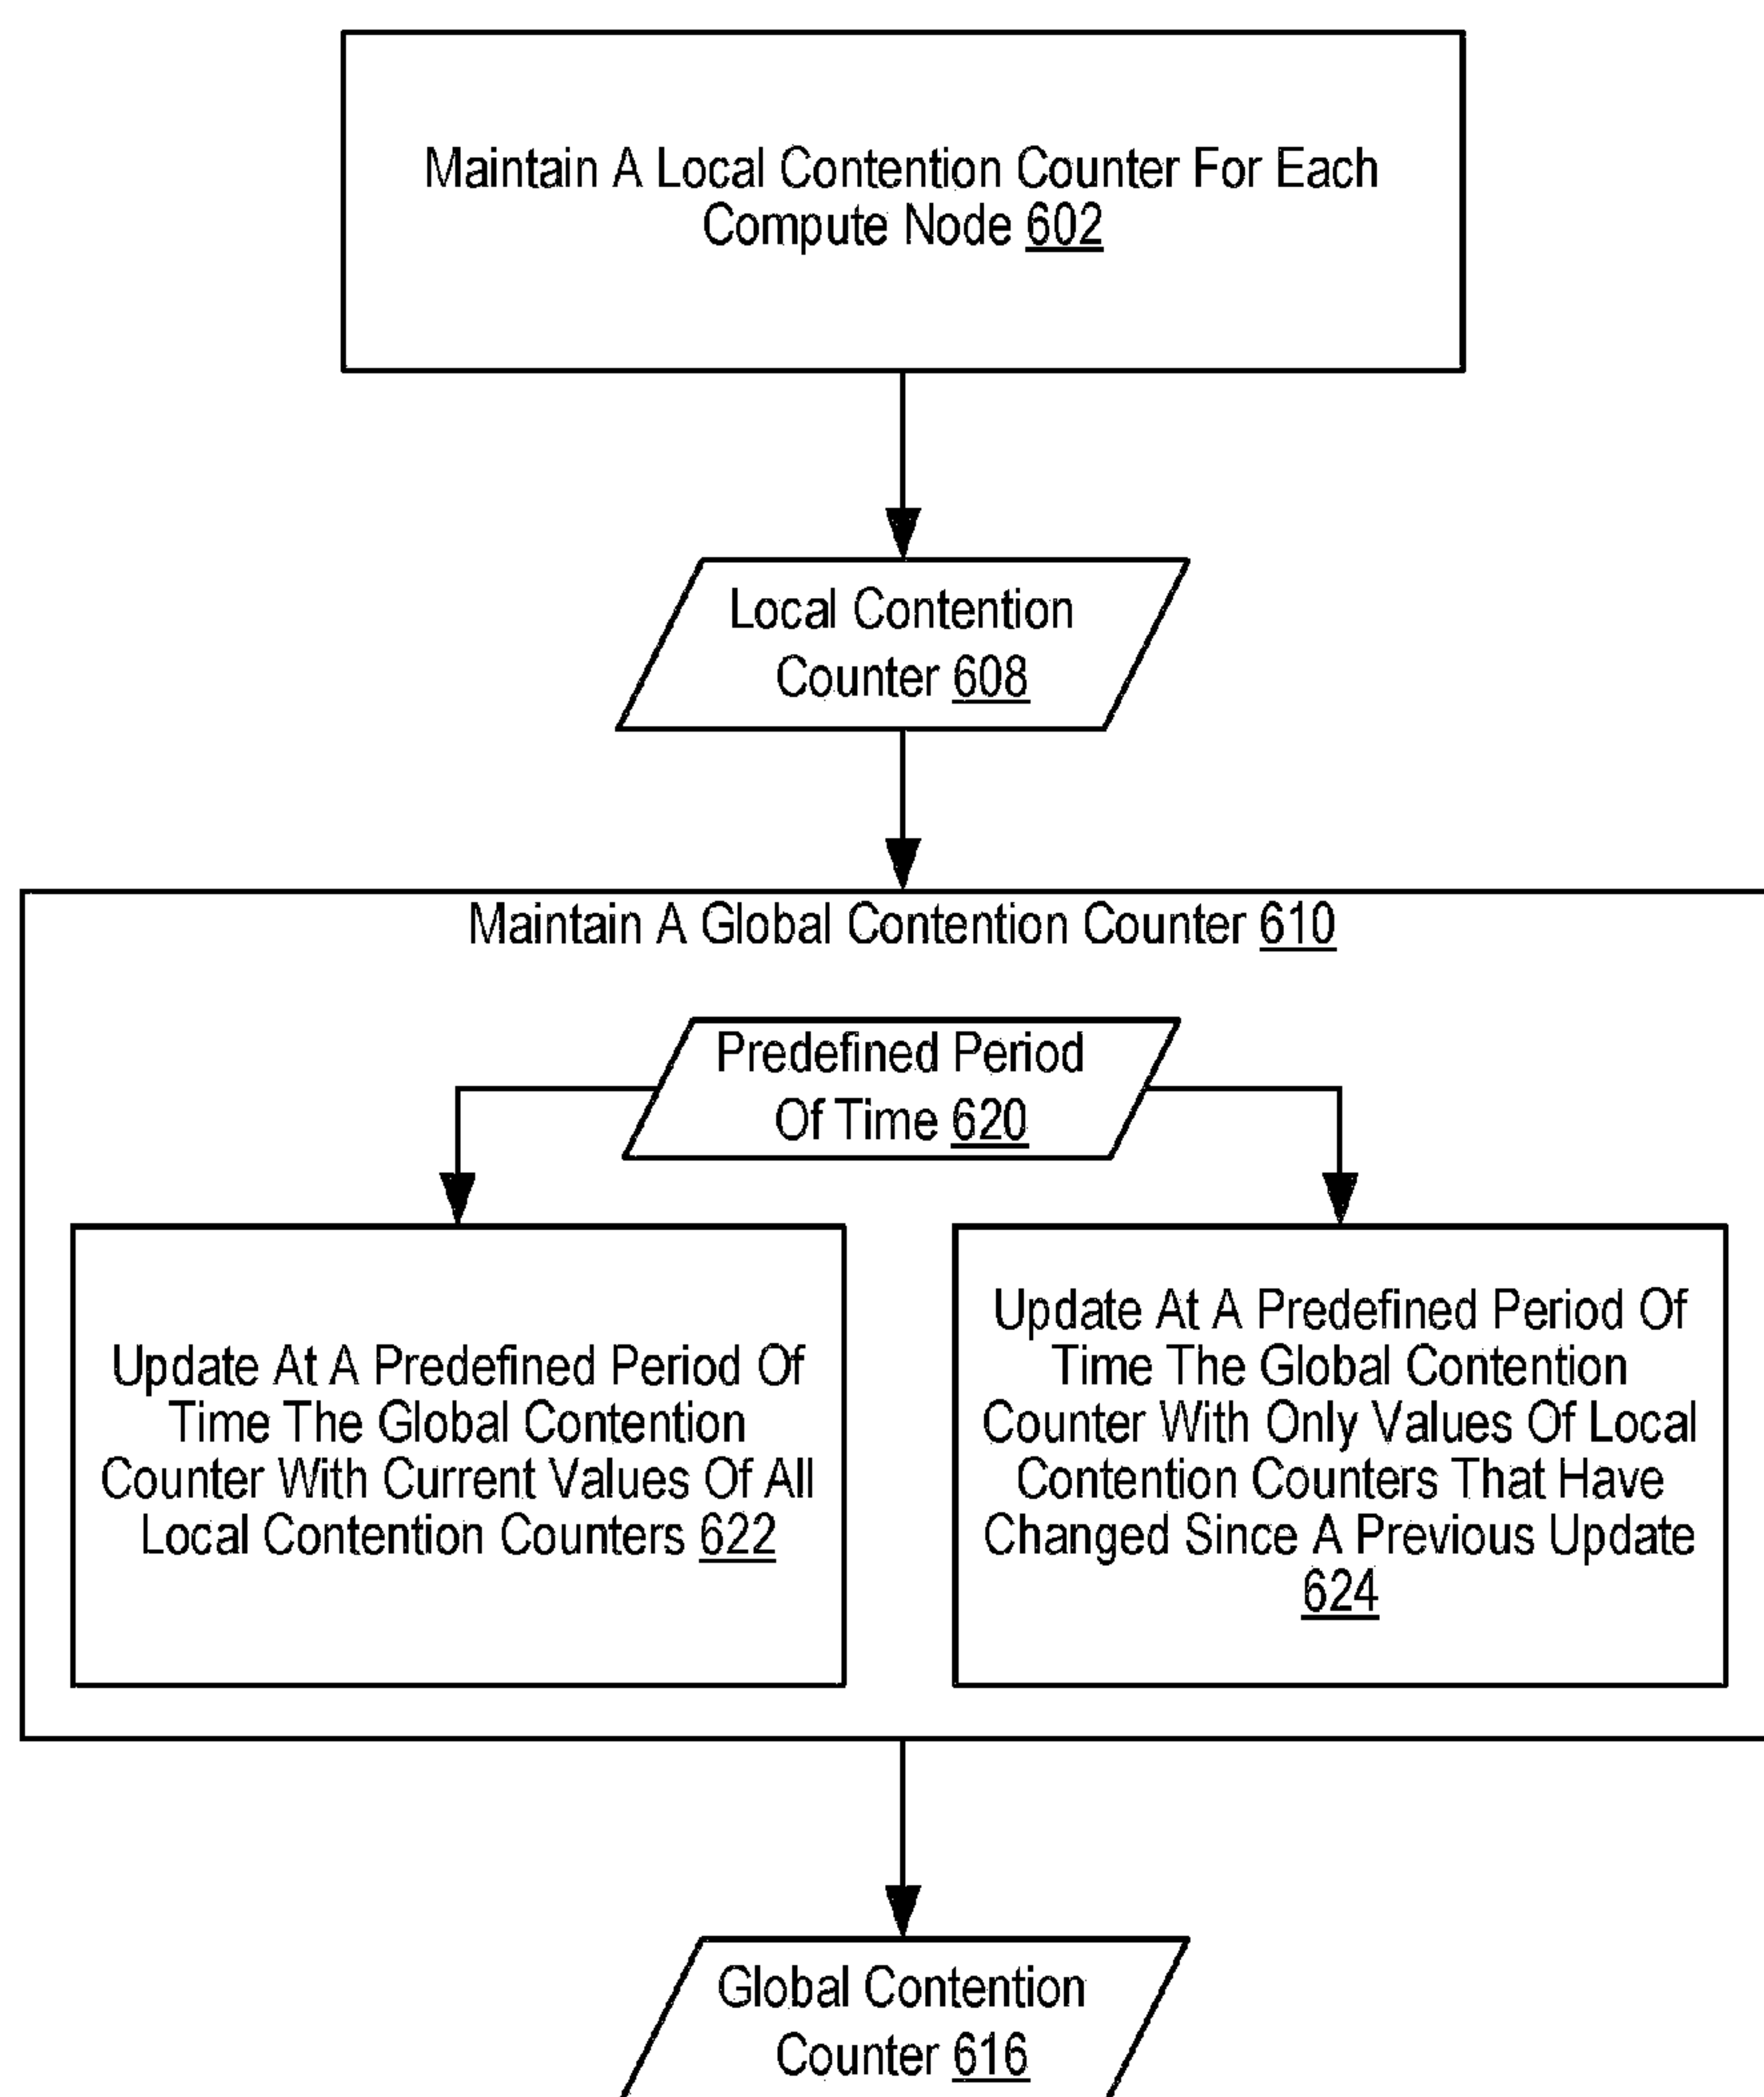 Maintain A Local Contention Counter For Each
Compute Node 602
Local Contention
Counter 608
Maintain A Global Contention Counter 610
Predefined Period
Of Time 620
Update At A Predefined Period Of
Time The Global Contention
Counter With Current Values Of All
Local Contention Counters 622
Update At A Predefined Period Of
Time The Global Contention
Counter With Only Values Of Local
Contention Counters That Have
Changed Since A Previous Update
624
Global Contention
Counter 616